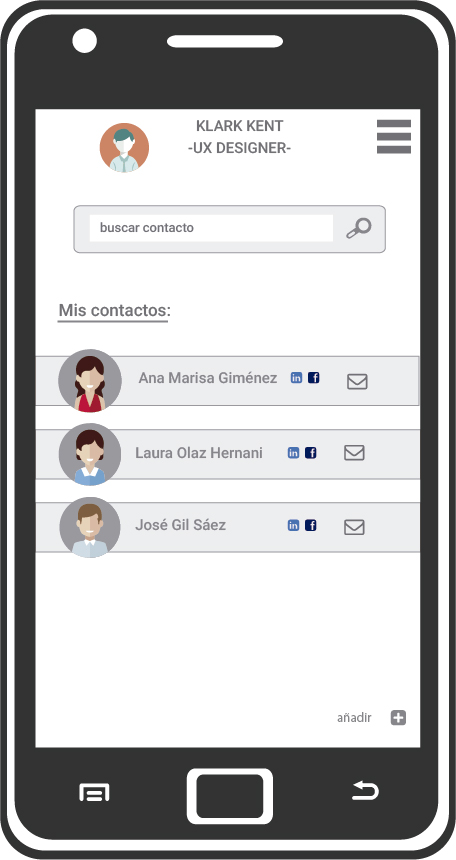 KLARK KENT
-UX DESIGNER-
buscar contacto
Mis contactos:
Ana Marisa Giménez in f
Laura Olaz Hernani in f
José Gil Sáez in f
añadir